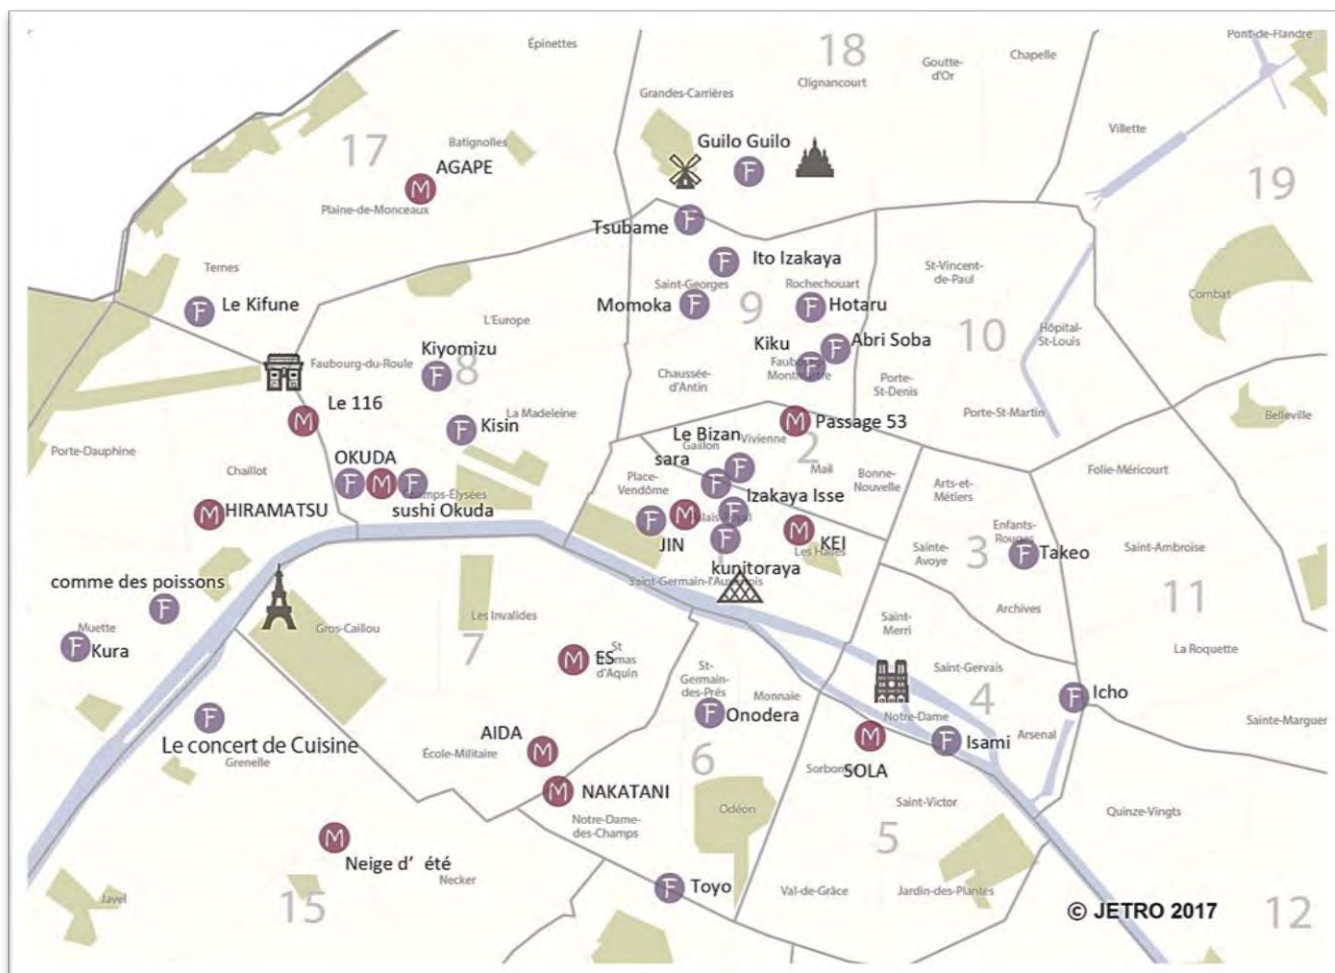 Pont-de-Flandre
Épinettes
18
Chapelle
Goutte-
d'Or
Clignancourt
Grandes-Carrières
Villette
17
Batignolles
Guilo Guilo
F
AGAPE
M
19
Plaine-de-Monceaux
Tsubame
F
Ito Izakaya
F
Ternes
St-Vincent-
de-Paul
Saint-Georges
Rochechouart
Combat
Le Kifune
F
Momoka
F
9
Hotaru
F
10
L'Europe
Hôpital-
St-Louis
Kiyomizu
F
8
Faubourg-du-Roule
Kiku
F
Abri Soba
F
Chaussée-
d'Antin
Porte-
St-Denis
Le 116
M
La Madeleine
Porte-St-Martin
Belleville
Kisin
F
Passage 53
M
Le Bizan
F
Gaillon
Vivienne
2
Porte-Dauphine
Chaillot
OKUDA
F
M
F
sara
F
Mail
Bonne-
Nouvelle
Folie-Méricourt
Place-
Vendôme
Arts-et-
Métiers
sushi Okuda
Izakaya Isse
F
HIRAMATSU
M
F
M
JIN
F
KEI
M
Les Halles
Enfants-
Rouges
Takeo
F
3
Sainte-
Avoye
Saint-Ambroise
kunitoraya
comme des poissons
F
11
Archives
Les Invalides
Saint-Merri
Muette
Kura
F
Gros-Caillou
7
La Roquette
ES
M
Saint-Gervais
St-
Germain-
des-Prés
Monnaie
4
Icho
F
Onodera
F
Notre-Dame
Sainte-Marguer
Le concert de Cuisine
F
Grenelle
AIDA
M
École-Militaire
6
SOLA
M
Isami
F
Arsenal
NAKATANI
M
Saint-Victor
Odéon
Quinze-Vingts
Notre-Dame-
des-Champs
5
Neige d'été
M
Necker
Toyo
F
Val-de-Grâce
Jardin-des-Plantes
Javel
15
© JETRO 2017
12